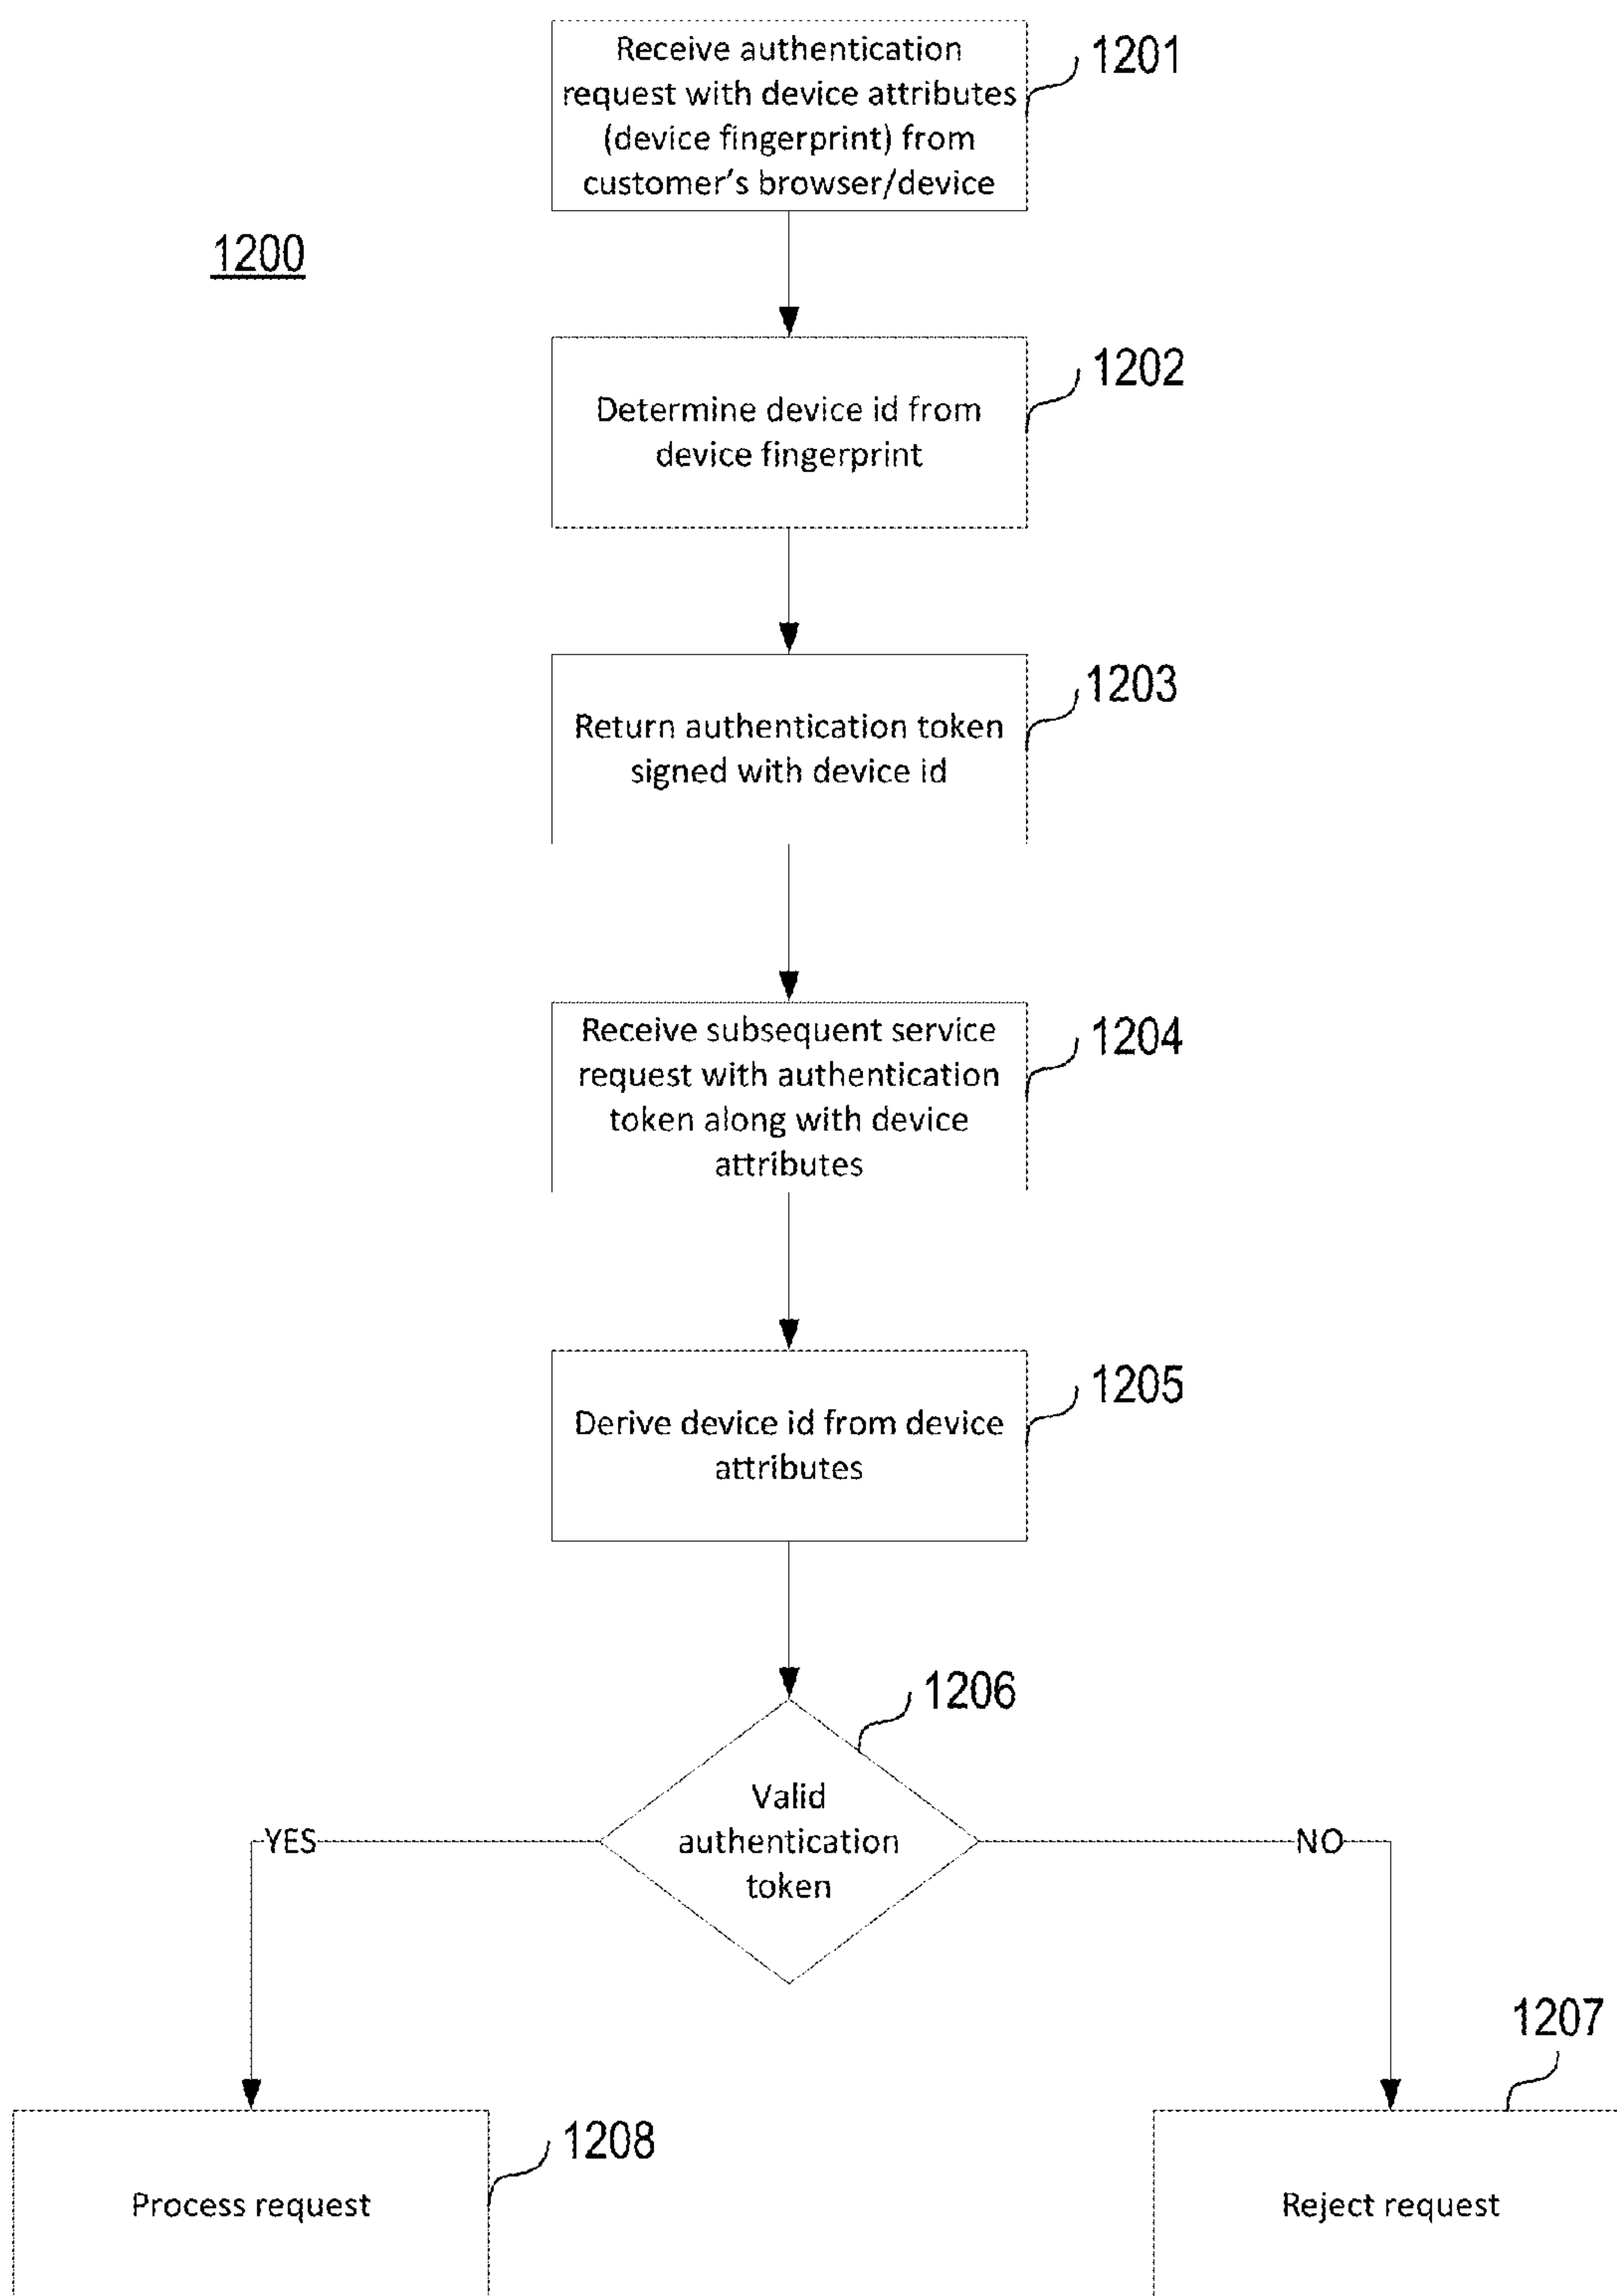 Receive authentication
request with device attributes
(device fingerprint) from
customer's browser/device
1201
1200
Determine device id from
device fingerprint
1202
Return authentication token
signed with device id
1203
Receive subsequent service
request with authentication
token along with device
attributes
1204
Derive device id from device
attributes
1205
1206
Valid
authentication
token
YES
NO
1207
1208
Process request
Reject request